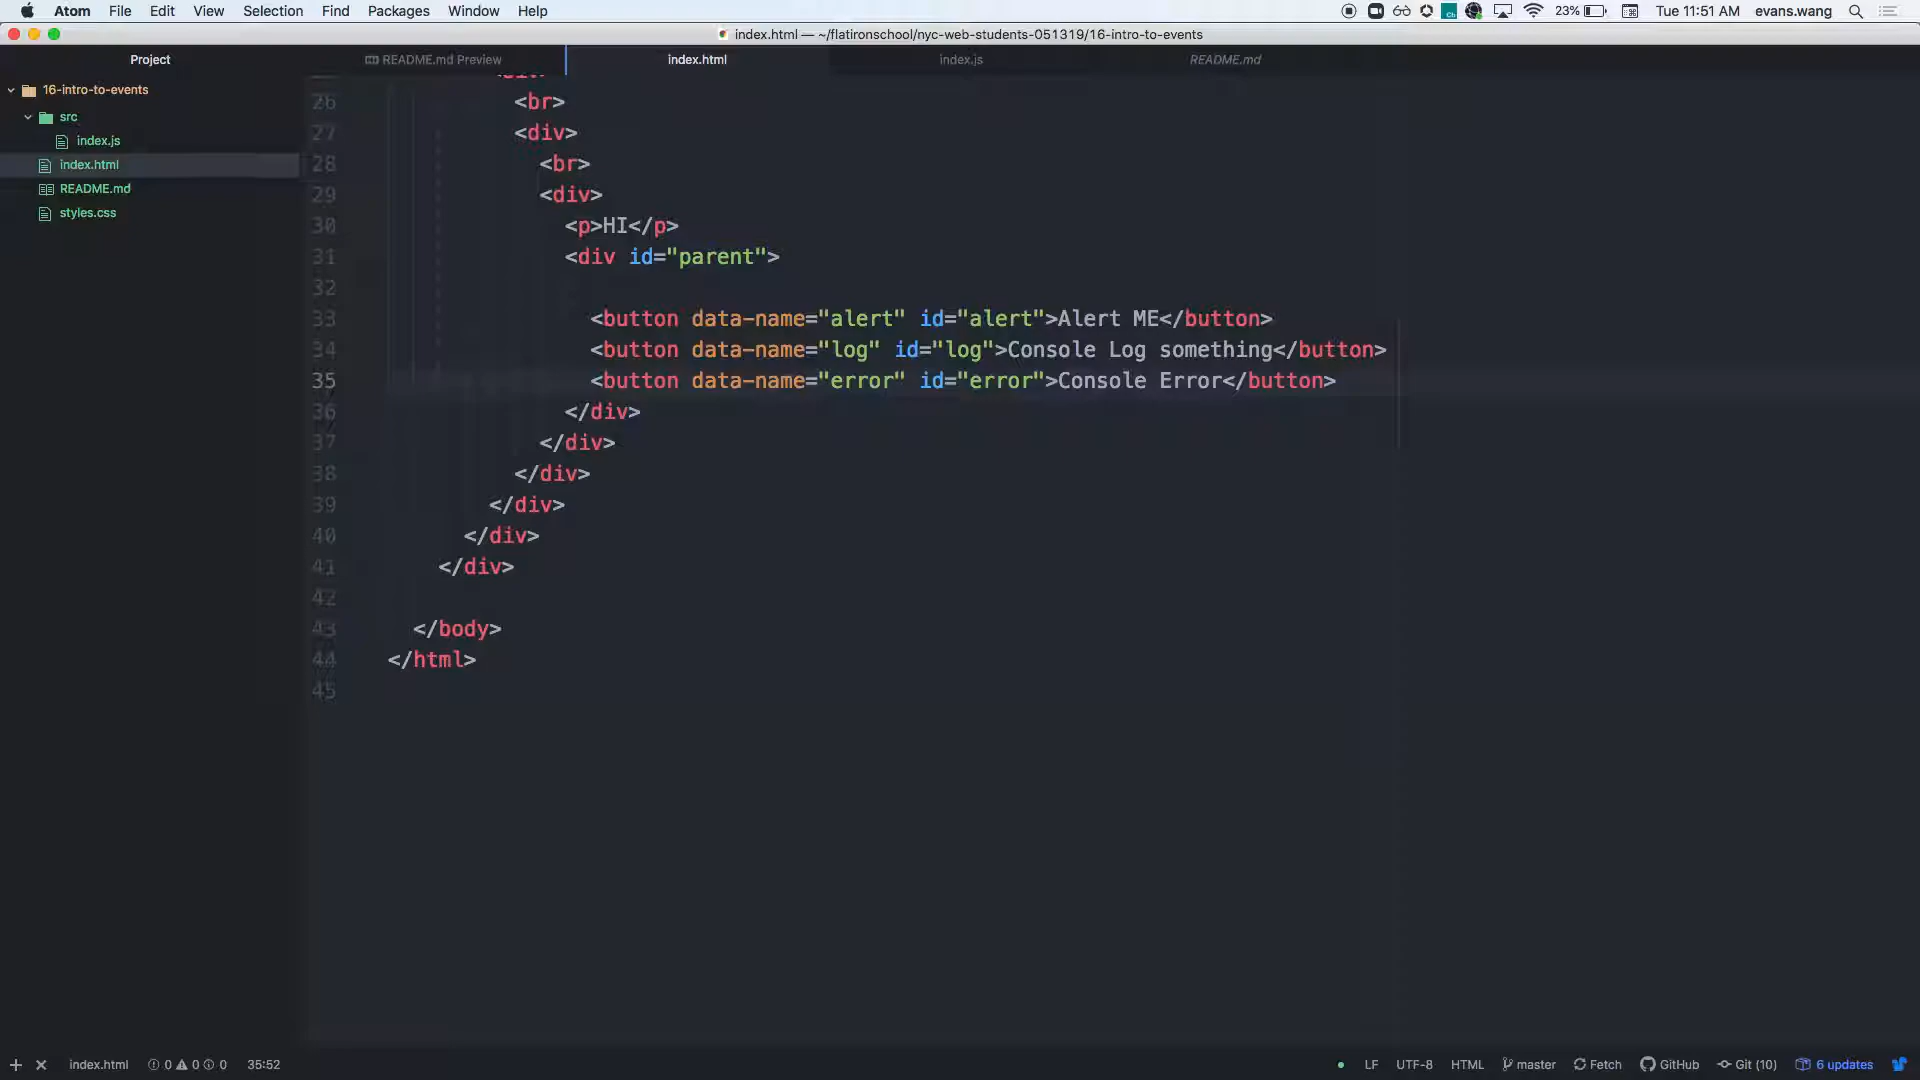 Atom File Edit View Selection Find Packages Window Help 23% Tue 11:51 AM evans.wang
index.html — ~/flatironschool/nyc-web-students-051319/16-intro-to-events
Project README.md Preview index.html index.js README.md
16-intro-to-events
src
index.js
index.html
README.md
styles.css
26 <br>
27 <div>
28 <br>
29 <div>
30 <p>HI</p>
31 <div id="parent">
32
33 <button data-name="alert" id="alert">Alert ME</button>
34 <button data-name="log" id="log">Console Log something</button>
35 <button data-name="error" id="error">Console Error</button>
36 </div>
37 </div>
38 </div>
39 </div>
40 </div>
41 </div>
42
43 </body>
44 </html>
45
index.html 0 0 0 35:52 LF UTF-8 HTML master Fetch GitHub Git (10) 6 updates